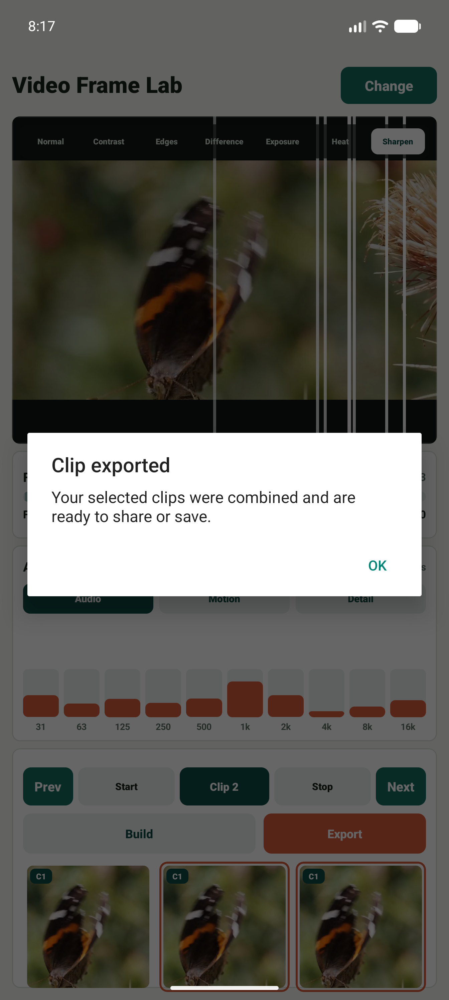 8:17
Video Frame Lab
Change
Normal Contrast Edges Difference Exposure Heat Sharpen
Clip exported
Your selected clips were combined and are
ready to share or save.
OK
Audio Motion Detail
31 63 125 250 500 1k 2k 4k 8k 16k
Prev Start Clip 2 Stop Next
Build Export
C1 C1 C1